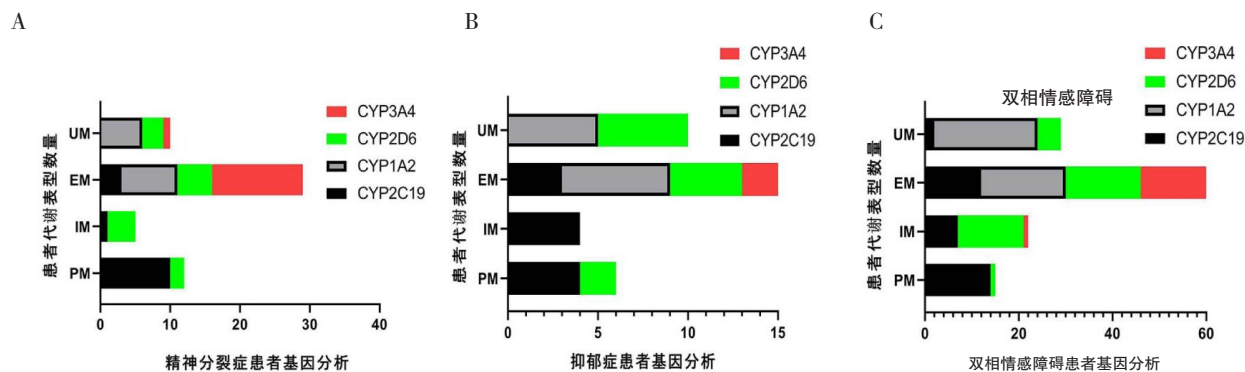 A
CYP3A4
CYP2D6
CYP1A2
CYP2C19
患者代谢表型数量
UM
EM
IM
PM
0 10 20 30 40
精神分裂症患者基因分析
B
CYP3A4
CYP2D6
CYP1A2
CYP2C19
患者代谢表型数量
UM
EM
IM
PM
0 5 10 15
抑郁症患者基因分析
C
双相情感障碍
CYP3A4
CYP2D6
CYP1A2
CYP2C19
患者代谢表型数量
UM
EM
IM
PM
0 20 40 60
双相情感障碍患者基因分析